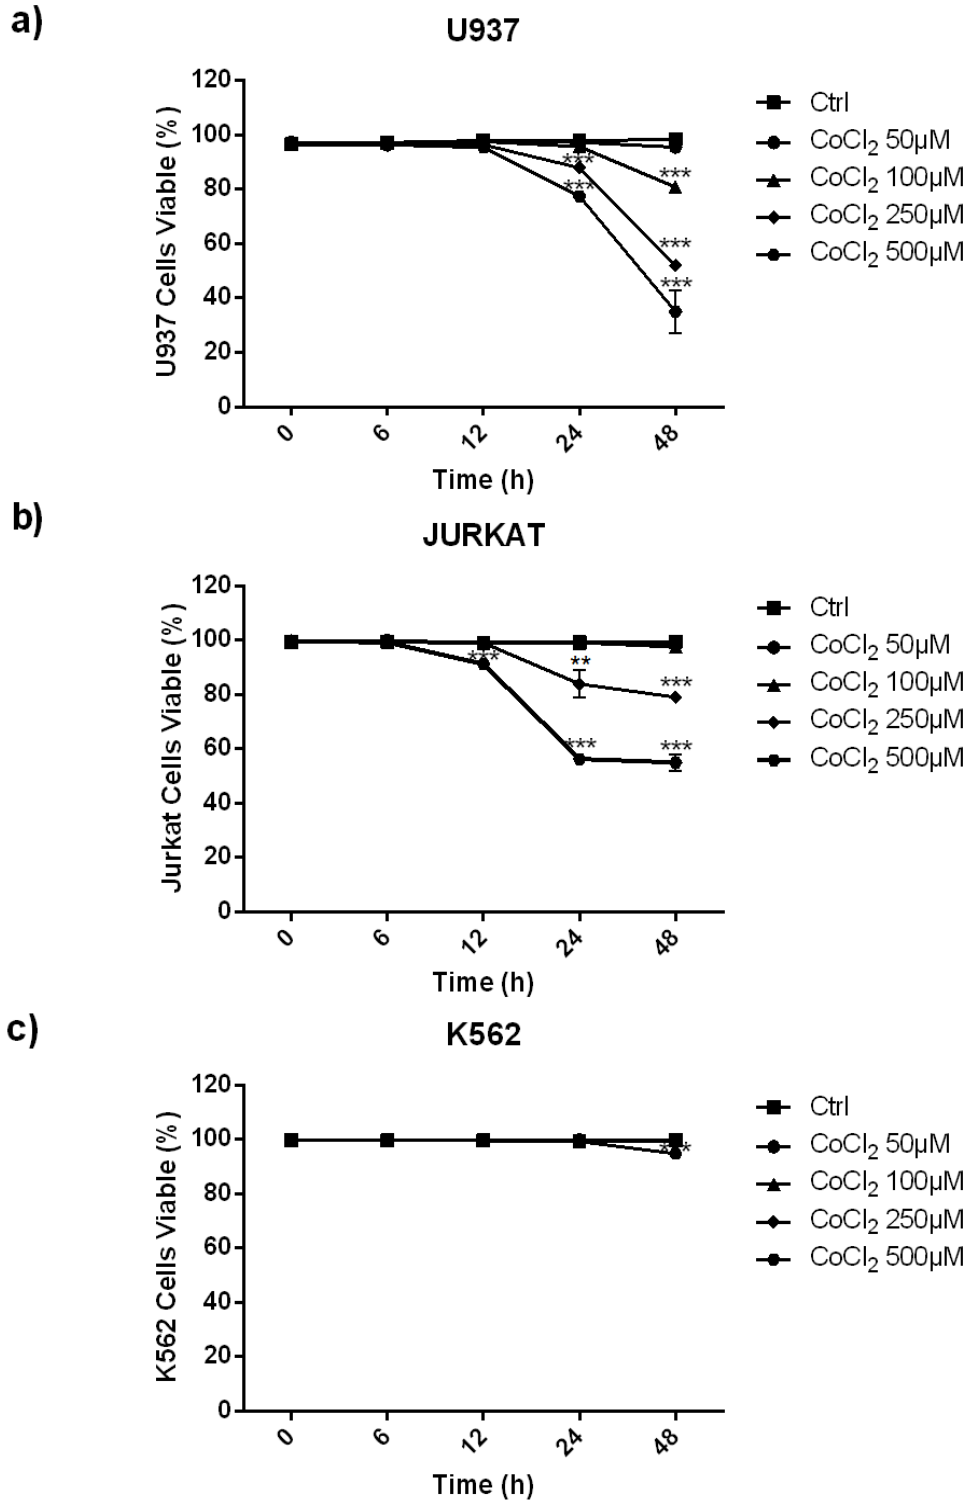 a)
U937
120
100
80
60
40
20
0
U937 Cells Viable (%)
***
***
***
***
***
0 6 12 24 48
Time (h)
Ctrl
CoCl2 50µM
CoCl2 100µM
CoCl2 250µM
CoCl2 500µM
b)
JURKAT
120
100
80
60
40
20
0
Jurkat Cells Viable (%)
***
**
***
***
***
0 6 12 24 48
Time (h)
Ctrl
CoCl2 50µM
CoCl2 100µM
CoCl2 250µM
CoCl2 500µM
c)
K562
120
100
80
60
40
20
0
K562 Cells Viable (%)
***
0 6 12 24 48
Time (h)
Ctrl
CoCl2 50µM
CoCl2 100µM
CoCl2 250µM
CoCl2 500µM